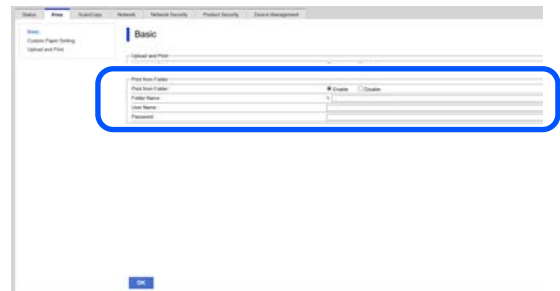 Status Print Scan/Copy Network Network Security Product Security Device Management
Basic
Custom Paper Setting
Upload and Print
Basic
Upload and Print
Print from Folder
Print from Folder : Enable Disable
Folder Name : \\
User Name :
Password :
OK